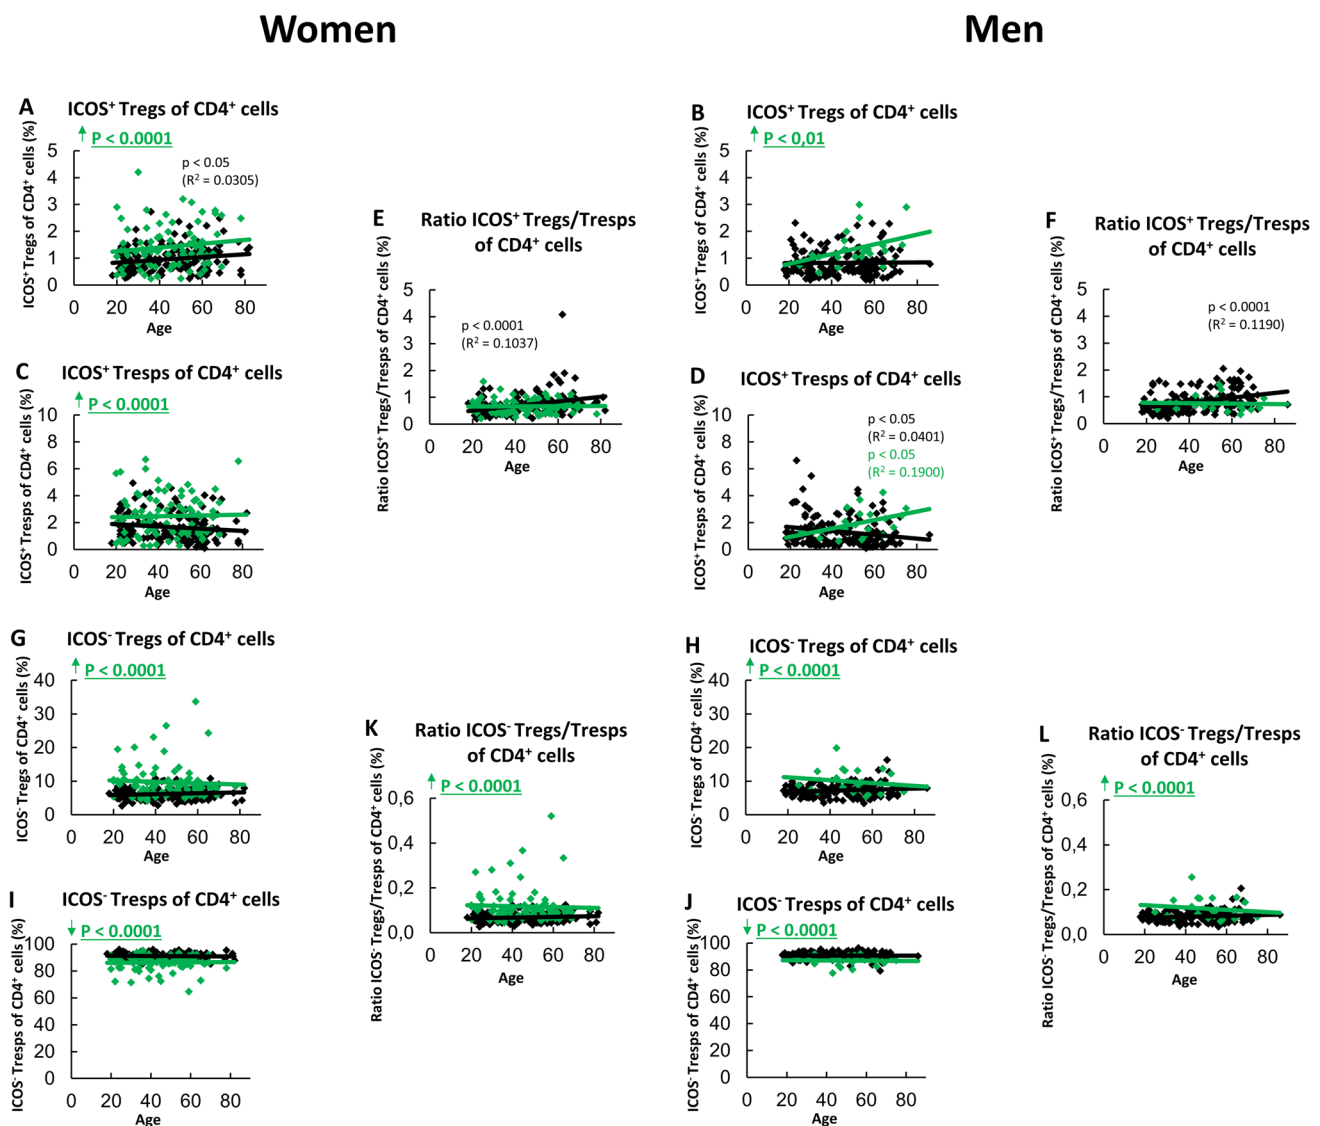 Women
Men
A
ICOS⁺ Tregs of CD4⁺ cells
↑ P < 0.0001
ICOS⁺ Tregs of CD4⁺ cells (%)
5
4
3
2
1
0
p < 0.05
(R² = 0.0305)
0 20 40 60 80
Age
B
ICOS⁺ Tregs of CD4⁺ cells
↑ P < 0,01
ICOS⁺ Tregs of CD4⁺ cells (%)
5
4
3
2
1
0
0 20 40 60 80
Age
E
Ratio ICOS⁺ Tregs/Tresps
of CD4⁺ cells
Ratio ICOS⁺ Tregs/Tresps of CD4⁺ cells (%)
5
4
3
2
1
0
p < 0.0001
(R² = 0.1037)
0 20 40 60 80
Age
F
Ratio ICOS⁺ Tregs/Tresps
of CD4⁺ cells
Ratio ICOS⁺ Tregs/Tresps of CD4⁺ cells (%)
5
4
3
2
1
0
p < 0.0001
(R² = 0.1190)
0 20 40 60 80
Age
C
ICOS⁺ Tresps of CD4⁺ cells
↑ P < 0.0001
ICOS⁺ Tresps of CD4⁺ cells (%)
10
8
6
4
2
0
0 20 40 60 80
Age
D
ICOS⁺ Tresps of CD4⁺ cells
ICOS⁺ Tresps of CD4⁺ cells (%)
10
8
6
4
2
0
p < 0.05
(R² = 0.0401)
p < 0.05
(R² = 0.1900)
0 20 40 60 80
Age
G
ICOS⁻ Tregs of CD4⁺ cells
↑ P < 0.0001
ICOS⁻ Tregs of CD4⁺ cells (%)
40
30
20
10
0
0 20 40 60 80
Age
H
ICOS⁻ Tregs of CD4⁺ cells
↑ P < 0.0001
ICOS⁻ Tregs of CD4⁺ cells (%)
40
30
20
10
0
0 20 40 60 80
Age
K
Ratio ICOS⁻ Tregs/Tresps
of CD4⁺ cells
↑ P < 0.0001
Ratio ICOS⁻ Tregs/Tresps of CD4⁺ cells (%)
0,6
0,4
0,2
0,0
0 20 40 60 80
Age
L
Ratio ICOS⁻ Tregs/Tresps
of CD4⁺ cells
↑ P < 0.0001
Ratio ICOS⁻ Tregs/Tresps of CD4⁺ cells (%)
0,6
0,4
0,2
0,0
0 20 40 60 80
Age
I
ICOS⁻ Tresps of CD4⁺ cells
↓ P < 0.0001
ICOS⁻ Tresps of CD4⁺ cells (%)
100
80
60
40
20
0
0 20 40 60 80
Age
J
ICOS⁻ Tresps of CD4⁺ cells
↓ P < 0.0001
ICOS⁻ Tresps of CD4⁺ cells (%)
100
80
60
40
20
0
0 20 40 60 80
Age